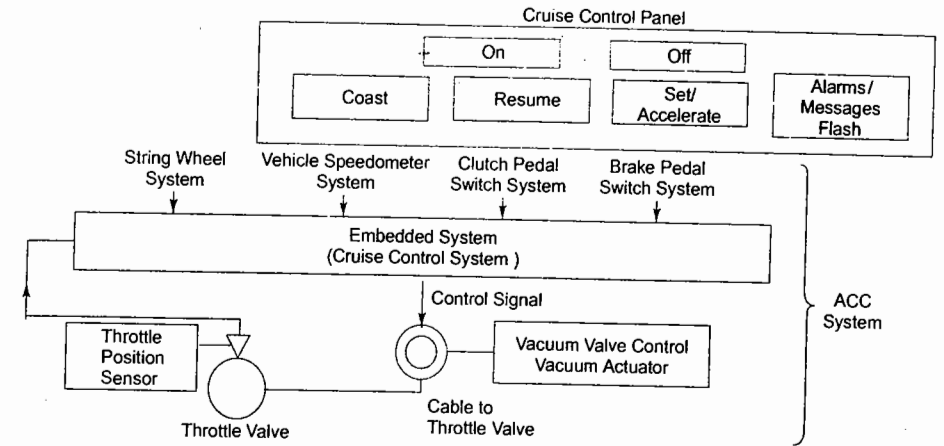 Cruise Control Panel
On
Off
Coast
Resume
Set/
Accelerate
Alarms/
Messages
Flash
String Wheel
System
Vehicle Speedometer
System
Clutch Pedal
Switch System
Brake Pedal
Switch System
Embedded System
(Cruise Control System )
Control Signal
ACC
System
Throttle
Position
Sensor
Vacuum Valve Control
Vacuum Actuator
Cable to
Throttle Valve
Throttle Valve